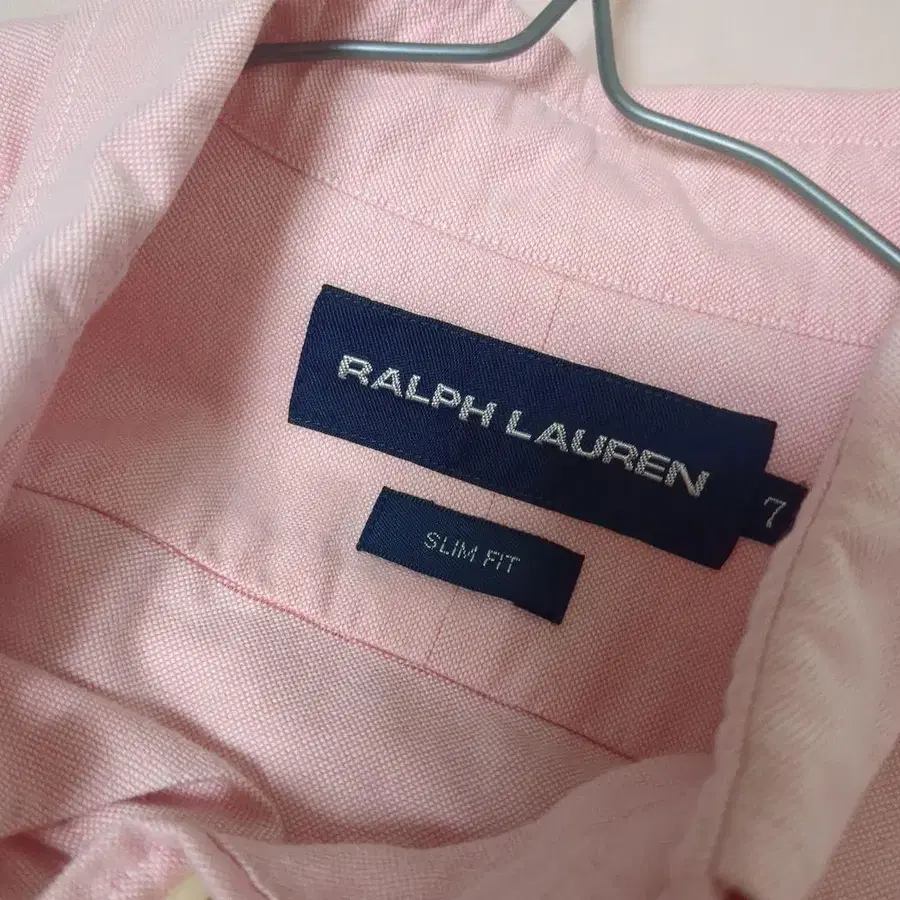 RALPH LAUREN
7
SLIM FIT